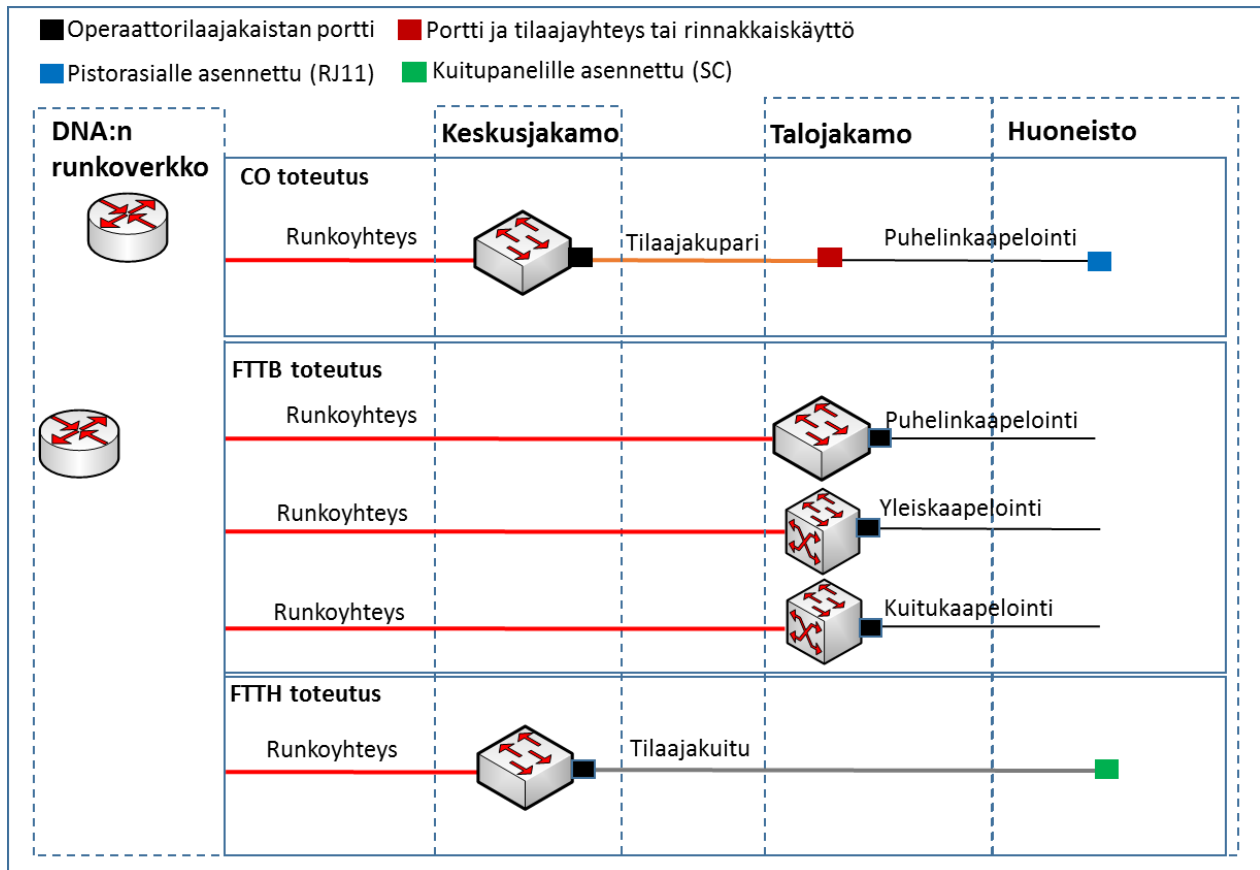 Operaattorilaajakaistan portti
Portti ja tilaajayhteys tai rinnakkaiskäyttö
Pistorasialle asennettu (RJ11)
Kuitupanelille asennettu (SC)
DNA:n
runkoverkko
Keskusjakamo
Talojakamo
Huoneisto
CO toteutus
Runkoyhteys
Tilaajakupari
Puhelinkaapelointi
FTTB toteutus
Runkoyhteys
Puhelinkaapelointi
Runkoyhteys
Yleiskaapelointi
Runkoyhteys
Kuitukaapelointi
FTTH toteutus
Runkoyhteys
Tilaajakuitu